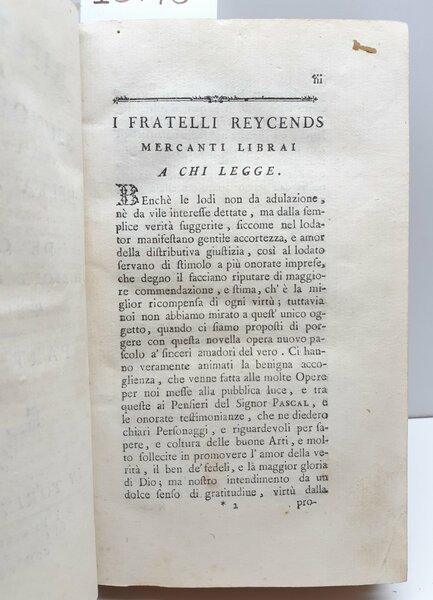 iii
I FRATELLI REYCENDS
MERCANTI LIBRAI
A CHI LEGGE.
BEnchè le lodi non da adulazione,
nè da vile intereſſe dettate, ma dalla ſem-
plice verità ſuggerite, ſiccome nel loda-
tor manifeſtano gentile accortezza, e amor
della diſtributiva giuſtizia, così al lodato
ſervano di ſtimolo a più onorate impreſe,
che degno il facciano riputare di maggio-
re commendazione, e ſtima, ch' è la mi-
glior ricompenſa di ogni virtù; tuttavia
noi non abbiamo mirato a queſt' unico og-
getto, quando ci ſiamo propoſti di por-
gere con queſta novella opera nuovo pa-
ſcolo a' ſinceri amadori del vero. Ci han-
no veramente animati la benigna acco-
glienza, che venne fatta alle molte Opere
per noi meſſe alla pubblica luce, e tra
queſte ai Penſieri del Signor PASCAL, e
le onorate teſtimonianze, che ne diedero
chiari Perſonaggi, e riguardevoli per ſa-
pere, e coltura delle buone Arti, e mol-
to ſollecite in promovere l' amor della ve-
rità, il ben de' fedeli, e là maggior gloria
di Dio; ma noſtro intendimento da un
dolce ſenſo di gratitudine, virtù dalla
* 2 pro-